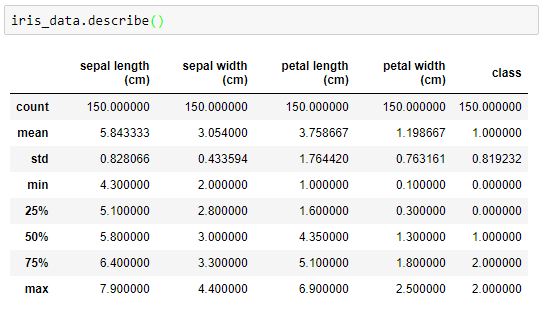 iris_data.describe()
sepal length (cm) sepal width (cm) petal length (cm) petal width (cm) class
count 150.000000 150.000000 150.000000 150.000000 150.000000
mean 5.843333 3.054000 3.758667 1.198667 1.000000
std 0.828066 0.433594 1.764420 0.763161 0.819232
min 4.300000 2.000000 1.000000 0.100000 0.000000
25% 5.100000 2.800000 1.600000 0.300000 0.000000
50% 5.800000 3.000000 4.350000 1.300000 1.000000
75% 6.400000 3.300000 5.100000 1.800000 2.000000
max 7.900000 4.400000 6.900000 2.500000 2.000000